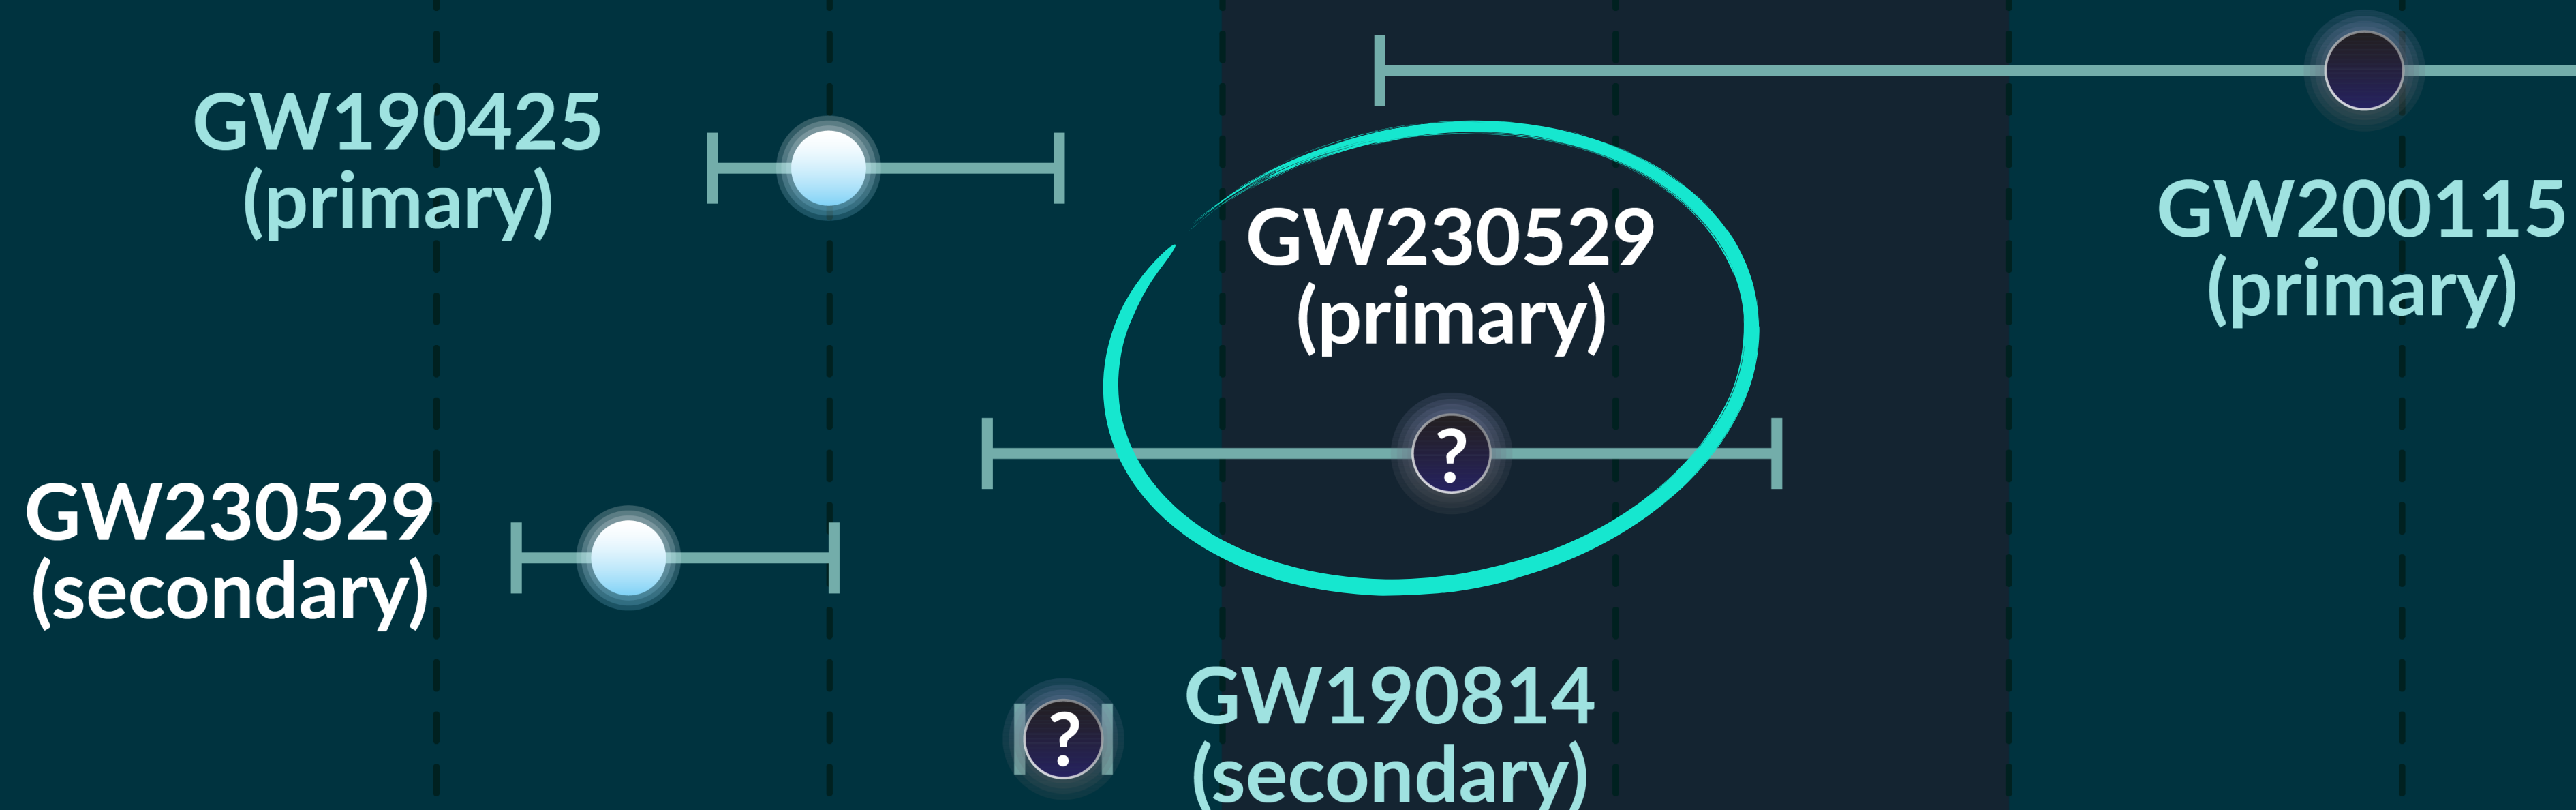 GW190425
(primary)
GW230529
(primary)
GW200115
(primary)
?
GW230529
(secondary)
?
GW190814
(secondary)